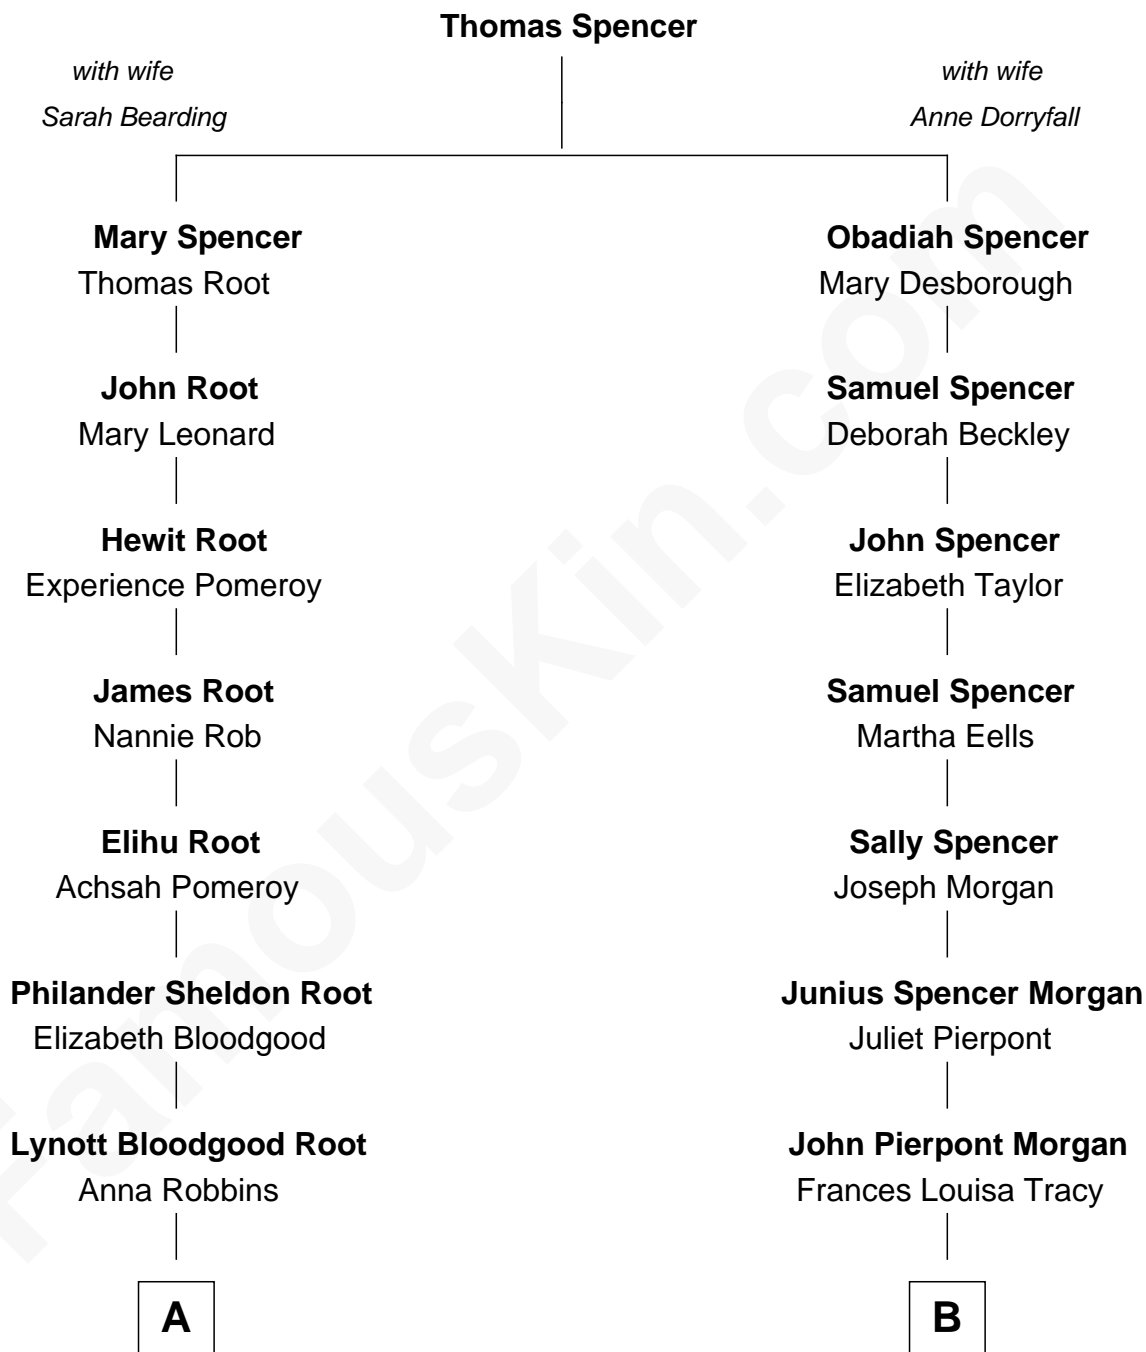 Thomas Spencer
with wife
Sarah Bearding
with wife
Anne Dorryfall
Mary Spencer
Thomas Root
Obadiah Spencer
Mary Desborough
John Root
Mary Leonard
Samuel Spencer
Deborah Beckley
Hewit Root
Experience Pomeroy
John Spencer
Elizabeth Taylor
James Root
Nannie Rob
Samuel Spencer
Martha Eells
Elihu Root
Achsah Pomeroy
Sally Spencer
Joseph Morgan
Philander Sheldon Root
Elizabeth Bloodgood
Junius Spencer Morgan
Juliet Pierpont
Lynott Bloodgood Root
Anna Robbins
John Pierpont Morgan
Frances Louisa Tracy
A
B
FamousKin.com